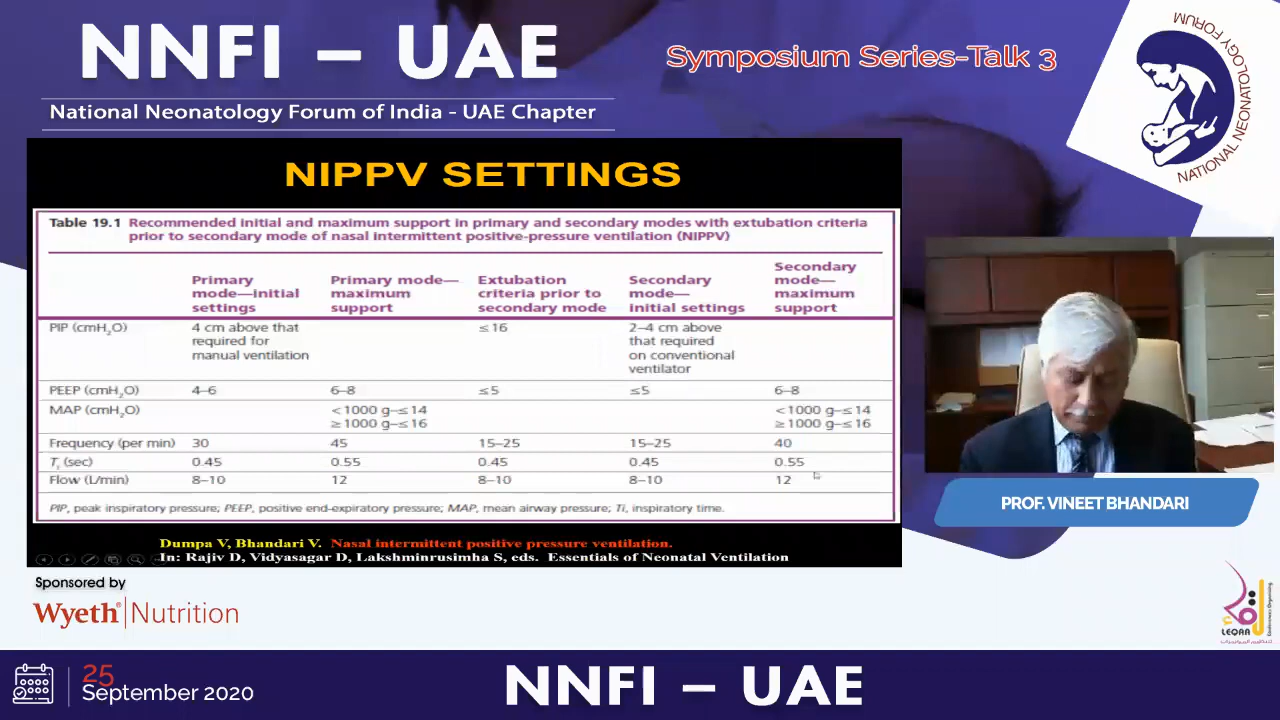 NNFI – UAE
National Neonatology Forum of India - UAE Chapter
Symposium Series-Talk 3
NATIONAL NEONATOLOGY FORUM
NIPPV SETTINGS
Table 19.1 Recommended initial and maximum support in primary and secondary modes with extubation criteria
prior to secondary mode of nasal intermittent positive-pressure ventilation (NIPPV)
Primary mode—initial settings
Primary mode—maximum support
Extubation criteria prior to secondary mode
Secondary mode—initial settings
Secondary mode—maximum support
PIP (cmH₂O) 4 cm above that required for manual ventilation ≤16 2–4 cm above that required on conventional ventilator
PEEP (cmH₂O) 4–6 6–8 ≤5 ≤5 6–8
MAP (cmH₂O) <1000 g–≤14 <1000 g–≤14
≥1000 g–≤16 ≥1000 g–≤16
Frequency (per min) 30 45 15–25 15–25 40
Tᵢ (sec) 0.45 0.55 0.45 0.45 0.55
Flow (L/min) 8–10 12 8–10 8–10 12
PIP, peak inspiratory pressure; PEEP, positive end-expiratory pressure; MAP, mean airway pressure; Ti, inspiratory time.
Dumpa V, Bhandari V. Nasal intermittent positive pressure ventilation.
In: Rajiv D, Vidyasagar D, Lakshminrusimha S, eds. Essentials of Neonatal Ventilation
PROF. VINEET BHANDARI
Sponsored by
Wyeth® Nutrition
LEQAA
25
September 2020
NNFI – UAE